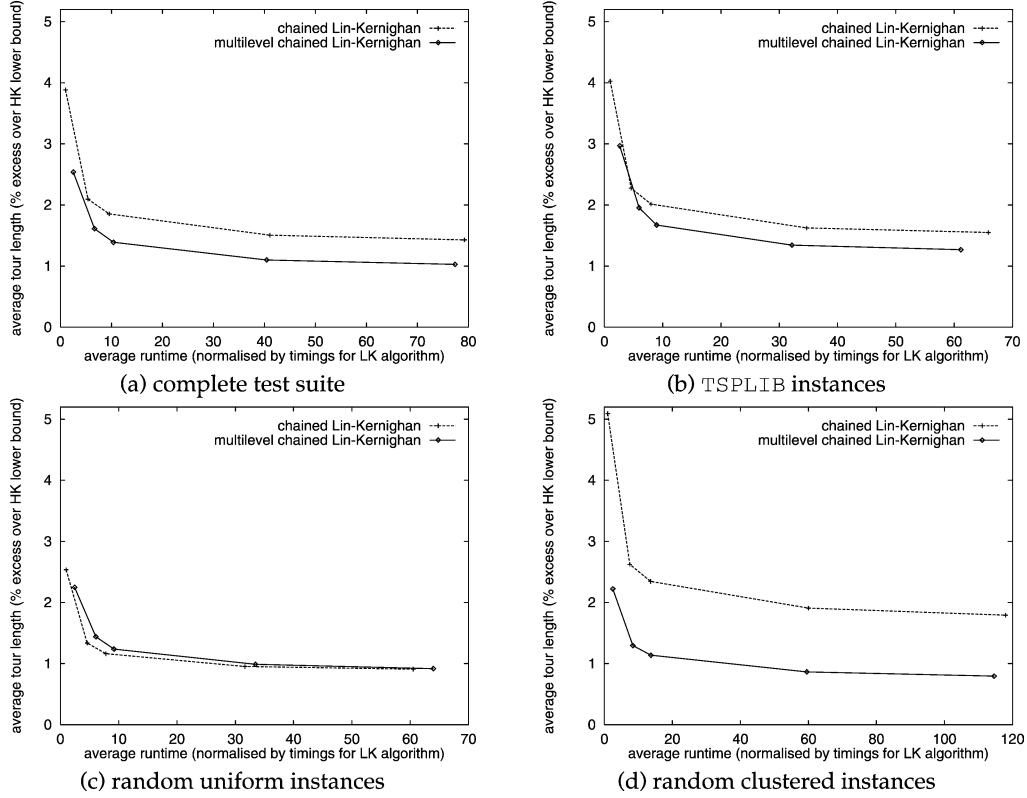 5
4
3
2
1
0
0 10 20 30 40 50 60 70 80
average tour length (% excess over HK lower bound)
average runtime (normalised by timings for LK algorithm)
chained Lin-Kernighan
multilevel chained Lin-Kernighan
(a) complete test suite
5
4
3
2
1
0
0 10 20 30 40 50 60 70
average tour length (% excess over HK lower bound)
average runtime (normalised by timings for LK algorithm)
chained Lin-Kernighan
multilevel chained Lin-Kernighan
(b) TSPLIB instances
5
4
3
2
1
0
0 10 20 30 40 50 60 70
average tour length (% excess over HK lower bound)
average runtime (normalised by timings for LK algorithm)
chained Lin-Kernighan
multilevel chained Lin-Kernighan
(c) random uniform instances
5
4
3
2
1
0
0 20 40 60 80 100 120
average tour length (% excess over HK lower bound)
average runtime (normalised by timings for LK algorithm)
chained Lin-Kernighan
multilevel chained Lin-Kernighan
(d) random clustered instances